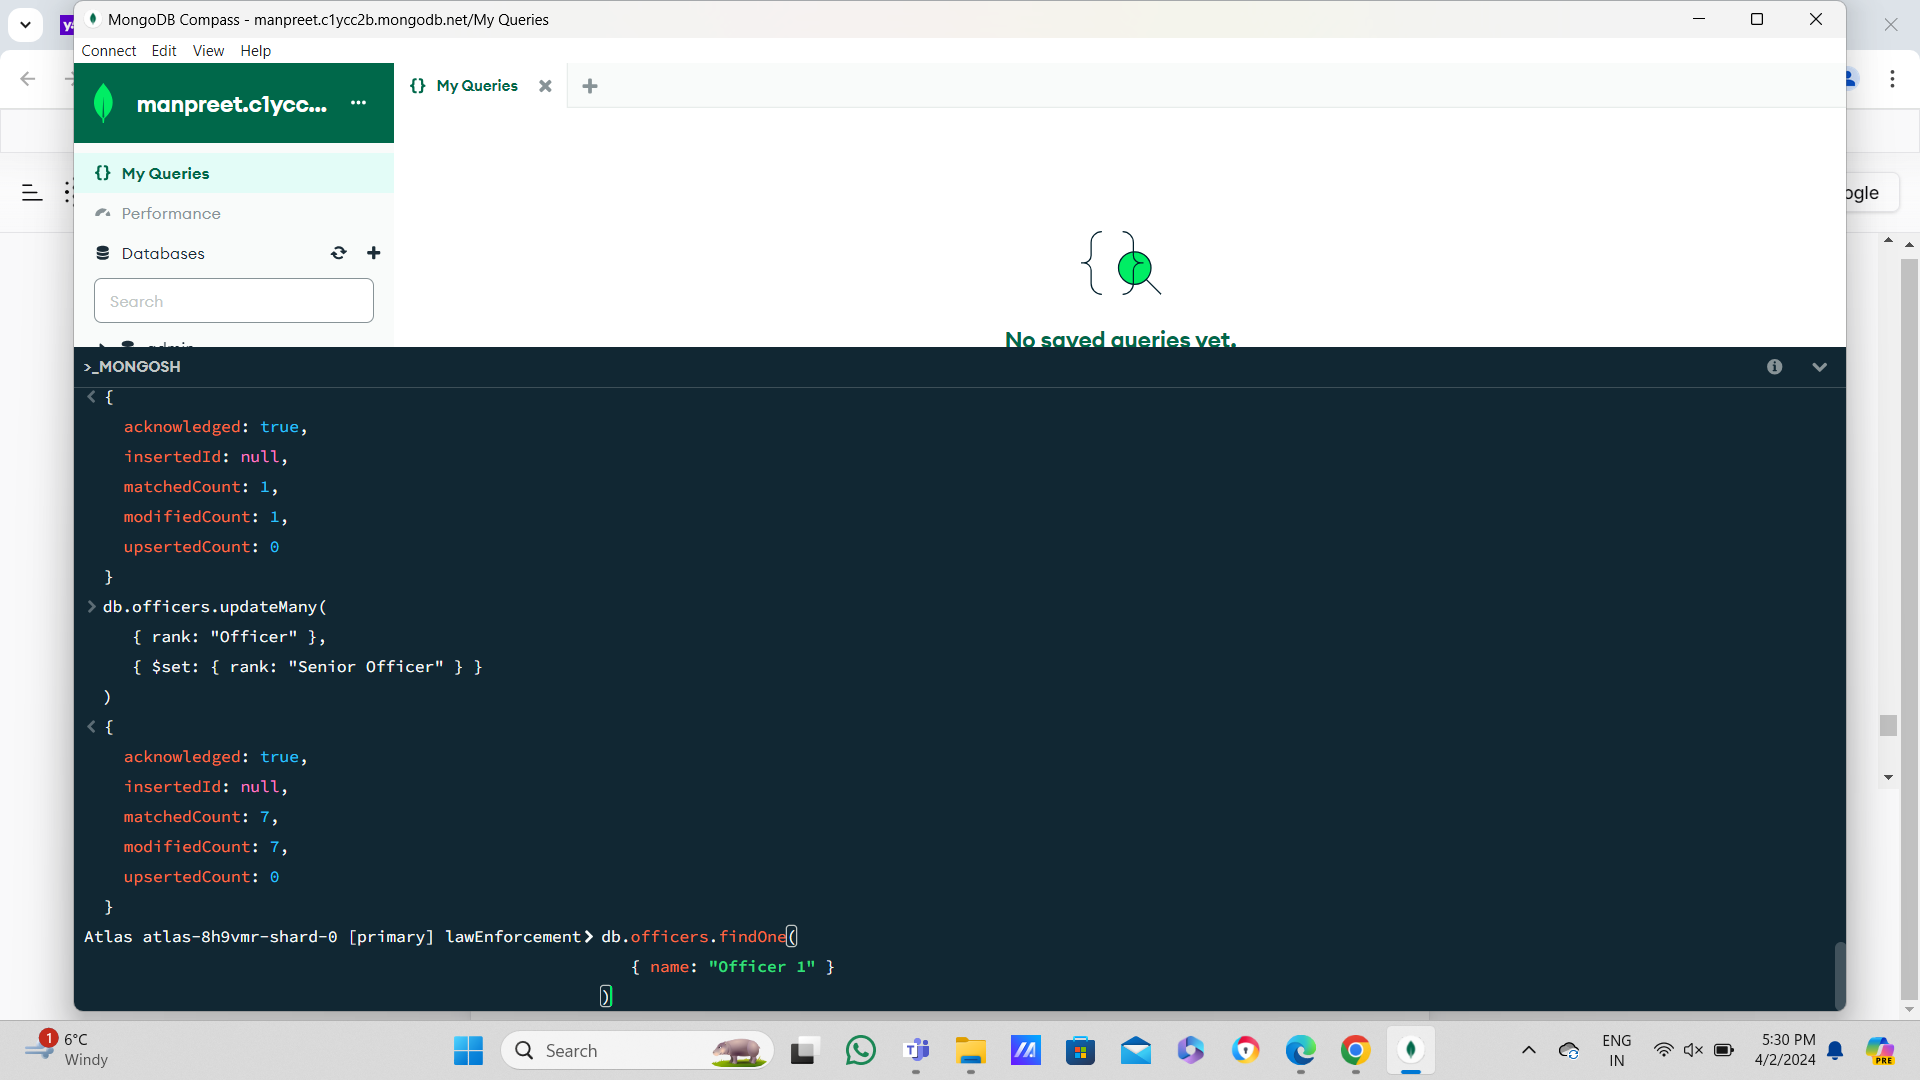 MongoDB Compass - manpreet.c1ycc2b.mongodb.net/My Queries
Connect Edit View Help
manpreet.c1ycc... ...
{} My Queries
{} My Queries
Performance
Databases
Search
No saved queries yet.
>_MONGOSH
{
acknowledged: true,
insertedId: null,
matchedCount: 1,
modifiedCount: 1,
upsertedCount: 0
}
> db.officers.updateMany(
{ rank: "Officer" },
{ $set: { rank: "Senior Officer" } }
)
< {
acknowledged: true,
insertedId: null,
matchedCount: 7,
modifiedCount: 7,
upsertedCount: 0
}
Atlas atlas-8h9vmr-shard-0 [primary] lawEnforcement> db.officers.findOne(
{ name: "Officer 1" }
)
1
6°C
Windy
Search
ENG
IN
5:30 PM
4/2/2024
PRE